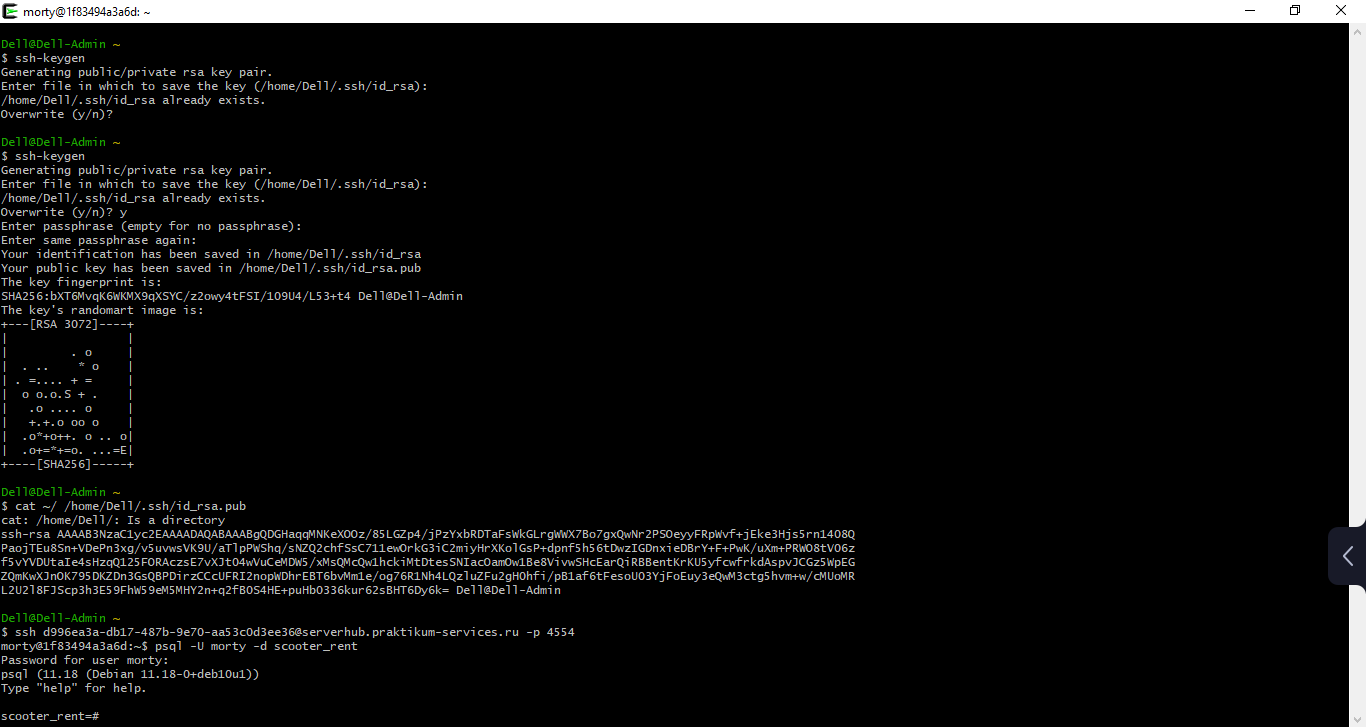 morty@1f83494a3a6d: ~
Dell@Dell-Admin ~
$ ssh-keygen
Generating public/private rsa key pair.
Enter file in which to save the key (/home/Dell/.ssh/id_rsa):
/home/Dell/.ssh/id_rsa already exists.
Overwrite (y/n)?
Dell@Dell-Admin ~
$ ssh-keygen
Generating public/private rsa key pair.
Enter file in which to save the key (/home/Dell/.ssh/id_rsa):
/home/Dell/.ssh/id_rsa already exists.
Overwrite (y/n)? y
Enter passphrase (empty for no passphrase):
Enter same passphrase again:
Your identification has been saved in /home/Dell/.ssh/id_rsa
Your public key has been saved in /home/Dell/.ssh/id_rsa.pub
The key fingerprint is:
SHA256:bXT6MvqK6WKMX9qXSYC/z2owy4tFSI/1O9U4/L53+t4 Dell@Dell-Admin
The key's randomart image is:
+---[RSA 3072]----+
|                 |
|         . o     |
|  . ..    * o    |
| . =.... + =     |
|  o o.o.S + .    |
|   .o .... o     |
|   +.+.o oo o    |
|  .o*+o++. o .. o|
|  .o+=*+=o. ...=E|
+----[SHA256]-----+
Dell@Dell-Admin ~
$ cat ~/ /home/Dell/.ssh/id_rsa.pub
cat: /home/Dell/: Is a directory
ssh-rsa AAAAB3NzaC1yc2EAAAADAQABAAABgQDGHaqqMNKeXOOz/85LGZp4/jPzYxbRDTaFsWkGLrgWWX7Bo7gxQwNr2PSOeyyFRpWvf+jEke3Hjs5rn14O8Q
PaojTEu8Sn+VDePn3xg/v5uvwsVK9U/aTlpPWShq/sNZQ2chfSsC711ewOrkG3iC2miyHrXKolGsP+dpnf5h56tDwzIGDnxieDBrY+F+PwK/uXm+PRWO8tVO6z
f5vYVDUtaIe4sHzqQ125FORAczsE7vXJtO4wVuCeMDW5/xMsQMcQw1hckiMtDtesSNIacOamOw1Be8VivwSHcEarQiRBBentKrKU5yfcwfrkdAspvJCGz5WpEG
ZQmKwXJnOK795DKZDn3GsQBPDirzCCcUFRI2nopWDhrEBT6bvMm1e/og76R1Nh4LQzluZFu2gHOhfi/pB1af6tFesoUO3YjFoEuy3eQwM3ctg5hvm+w/cMUoMR
L2U2l8FJScp3h3E59FhW59eM5MHY2n+q2fBOS4HE+puHbO336kur62sBHT6Dy6k= Dell@Dell-Admin
Dell@Dell-Admin ~
$ ssh d996ea3a-db17-487b-9e70-aa53c0d3ee36@serverhub.praktikum-services.ru -p 4554
morty@1f83494a3a6d:~$ psql -U morty -d scooter_rent
Password for user morty:
psql (11.18 (Debian 11.18-0+deb10u1))
Type "help" for help.
scooter_rent=#